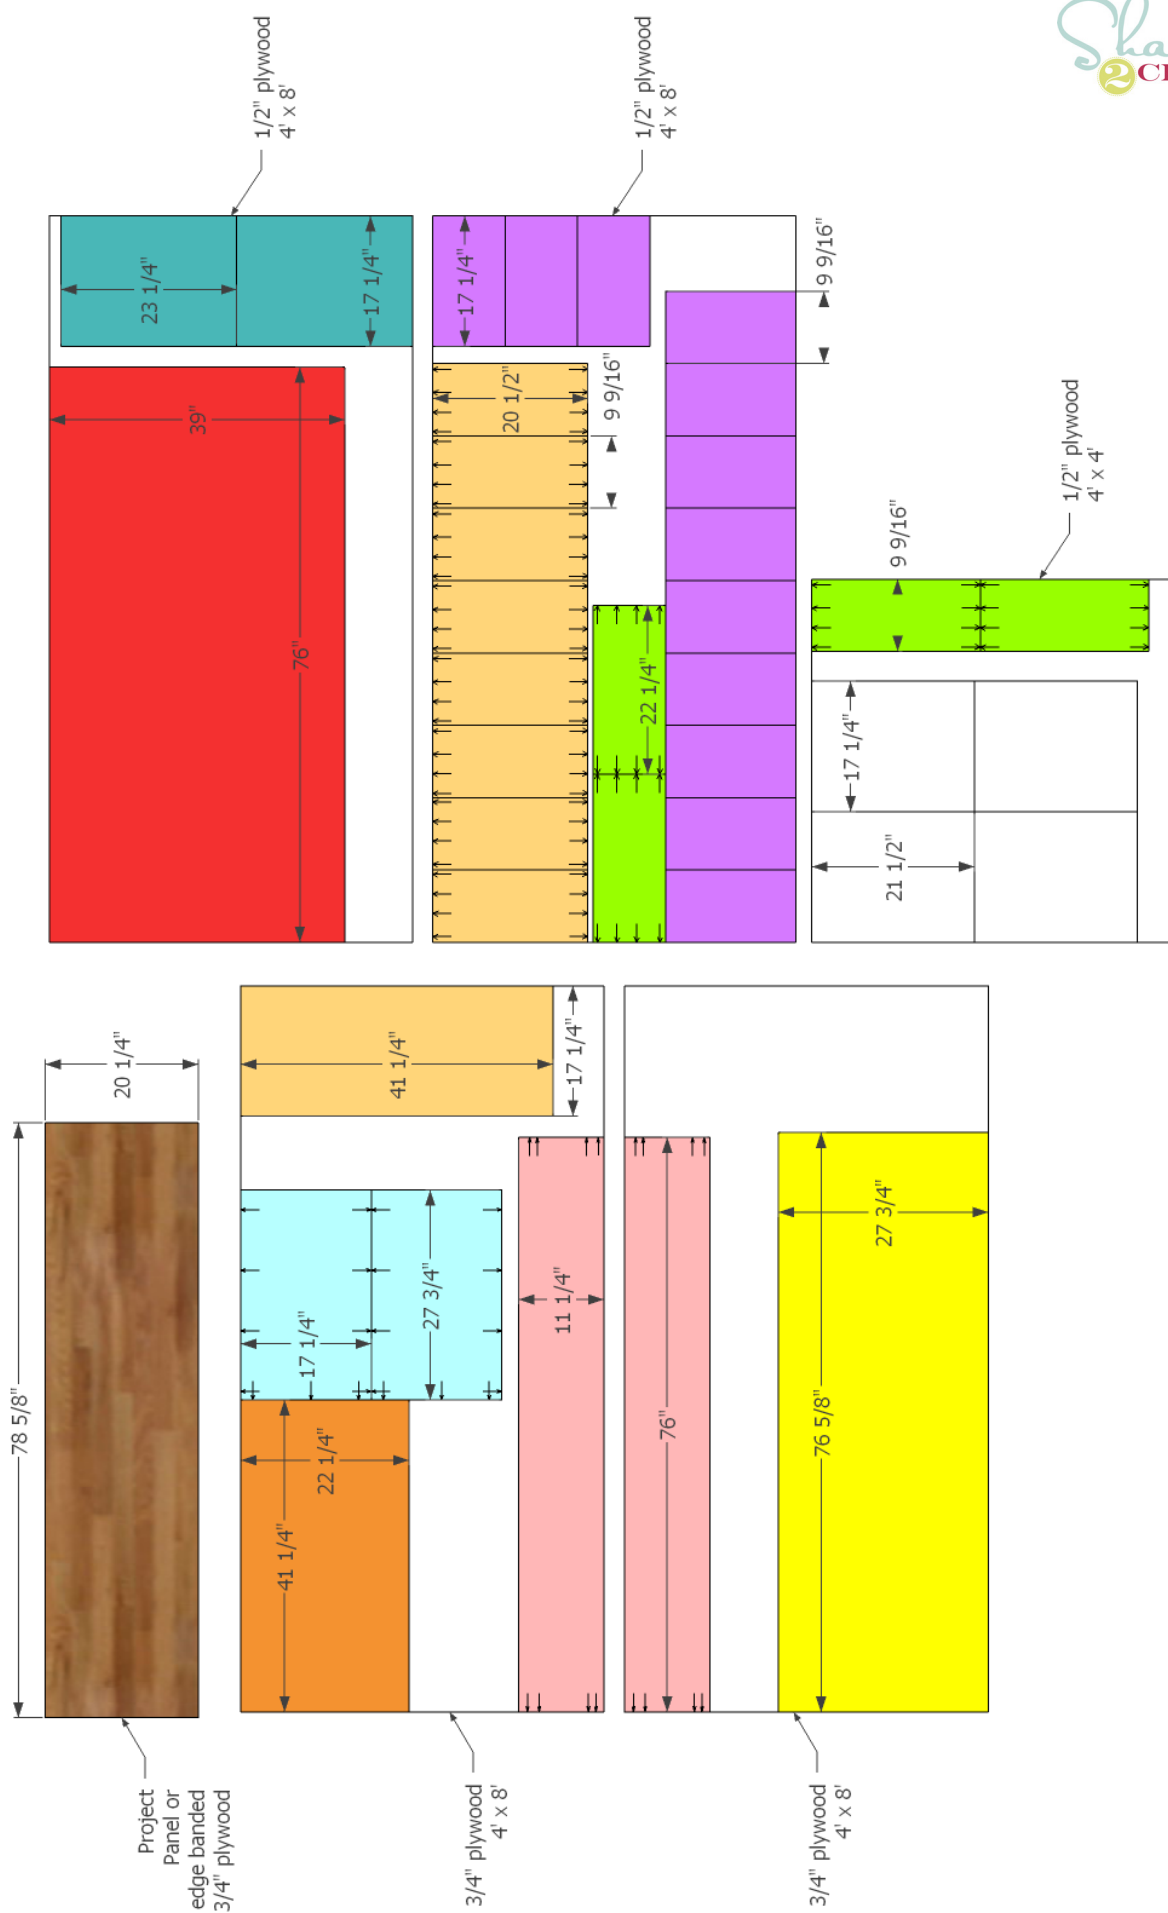 1/2" plywood
4' x 8'
23 1/4"
17 1/4"
39"
76"
1/2" plywood
4' x 8'
17 1/4"
20 1/2"
9 9/16"
9 9/16"
22 1/4"
1/2" plywood
4' x 4'
9 9/16"
17 1/4"
21 1/2"
20 1/4"
78 5/8"
Project
Panel or
edge banded
3/4" plywood
41 1/4"
17 1/4"
27 3/4"
17 1/4"
22 1/4"
41 1/4"
11 1/4"
3/4" plywood
4' x 8'
76"
27 3/4"
76 5/8"
3/4" plywood
4' x 8'